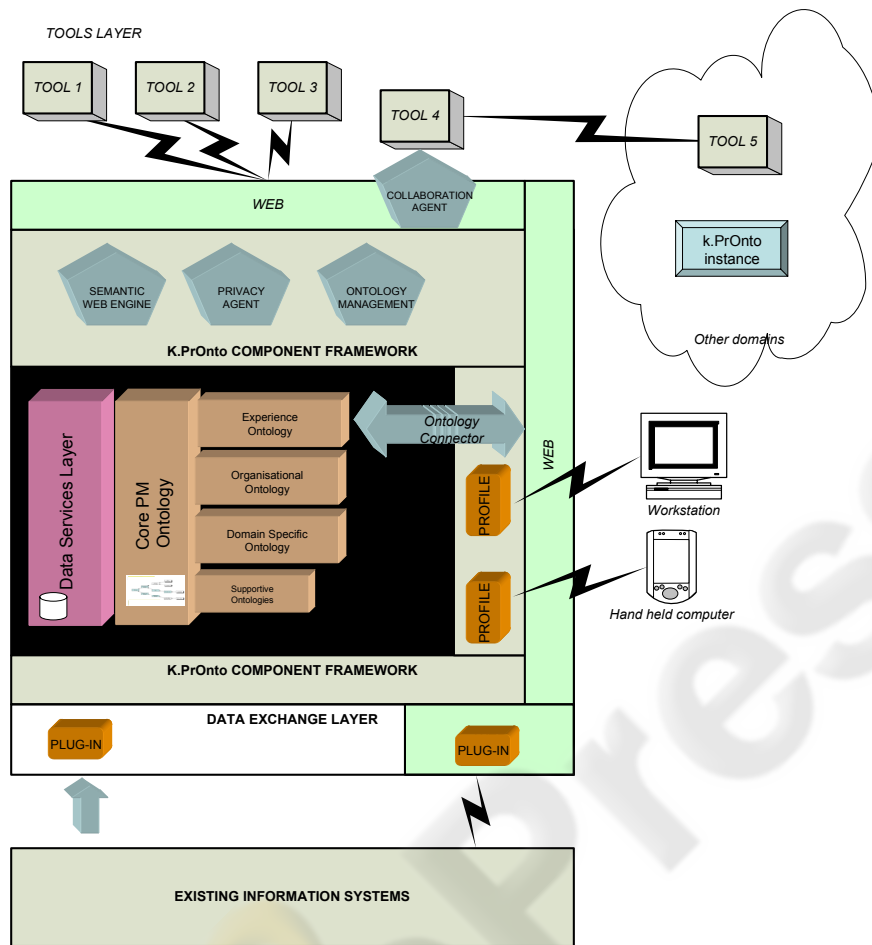 TOOLS LAYER
TOOL 1
TOOL 2
TOOL 3
TOOL 4
TOOL 5
WEB
COLLABORATION
AGENT
k.PrOnto
instance
SEMANTIC
WEB ENGINE
PRIVACY
AGENT
ONTOLOGY
MANAGEMENT
Other domains
K.PrOnto COMPONENT FRAMEWORK
Data Services Layer
Core PM
Ontology
Experience
Ontology
Organisational
Ontology
Domain Specific
Ontology
Supportive
Ontologies
Ontology
Connector
PROFILE
PROFILE
WEB
Workstation
Hand held computer
K.PrOnto COMPONENT FRAMEWORK
DATA EXCHANGE LAYER
PLUG-IN
PLUG-IN
EXISTING INFORMATION SYSTEMS